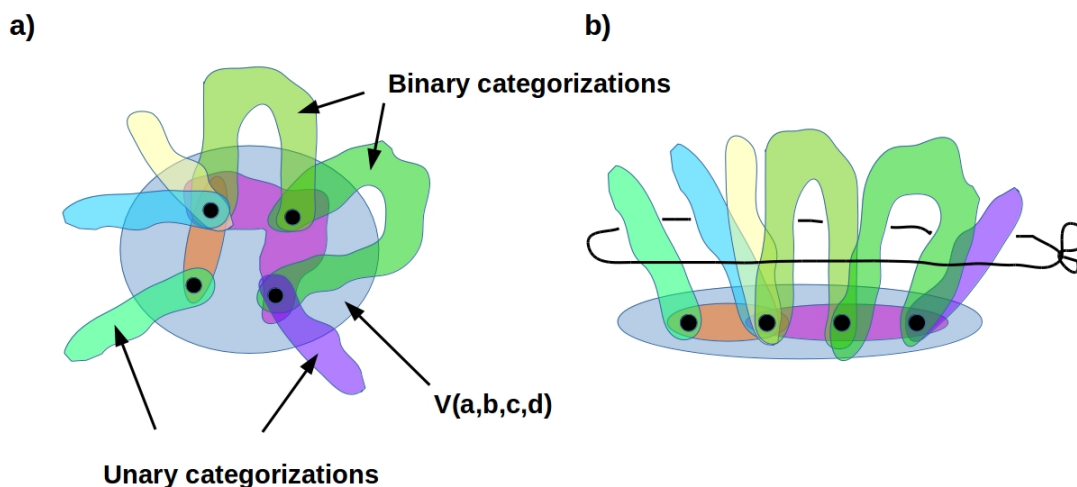 a)
b)
Binary categorizations
V(a,b,c,d)
Unary categorizations